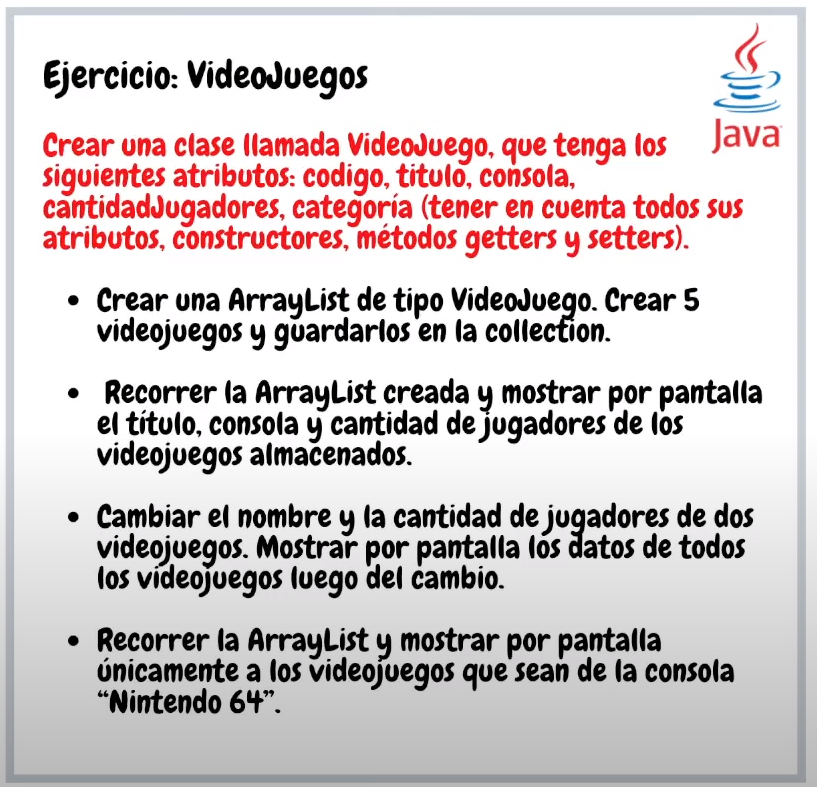 Ejercicio: VideoJuegos
Java
Crear una clase llamada VideoJuego, que tenga los
siguientes atributos: codigo, titulo, consola,
cantidadJugadores, categoría (tener en cuenta todos sus
atributos, constructores, métodos getters y setters).
• Crear una ArrayList de tipo VideoJuego. Crear 5
videojuegos y guardarlos en la collection.
• Recorrer la ArrayList creada y mostrar por pantalla
el título, consola y cantidad de jugadores de los
videojuegos almacenados.
• Cambiar el nombre y la cantidad de jugadores de dos
videojuegos. Mostrar por pantalla los datos de todos
los videojuegos luego del cambio.
• Recorrer la ArrayList y mostrar por pantalla
únicamente a los videojuegos que sean de la consola
“Nintendo 64”.